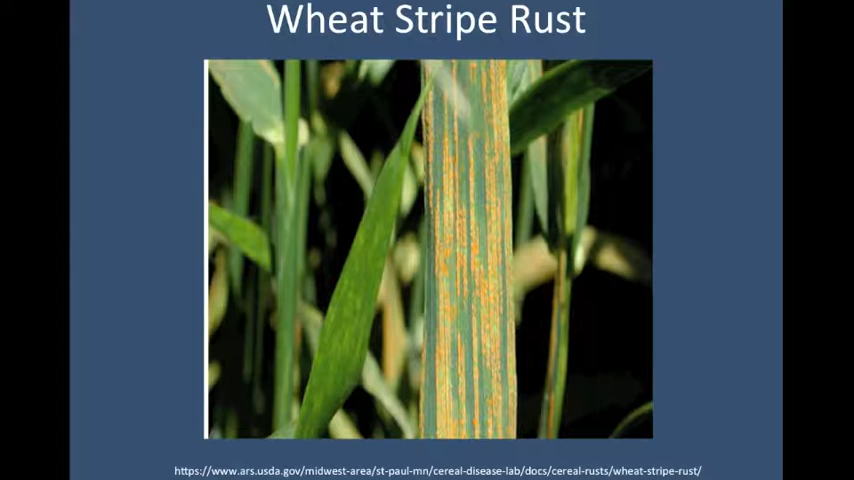 Wheat Stripe Rust
https://www.ars.usda.gov/midwest-area/st-paul-mn/cereal-disease-lab/docs/cereal-rusts/wheat-stripe-rust/